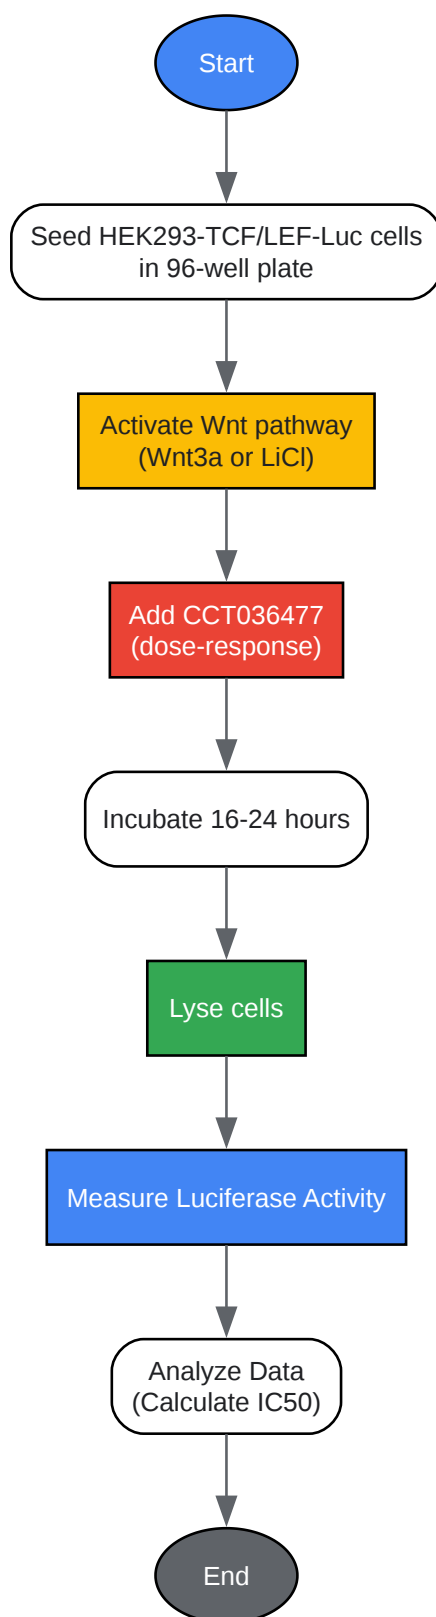 Start
Seed HEK293-TCF/LEF-Luc cells
in 96-well plate
Activate Wnt pathway
(Wnt3a or LiCl)
Add CCT036477
(dose-response)
Incubate 16-24 hours
Lyse cells
Measure Luciferase Activity
Analyze Data
(Calculate IC50)
End